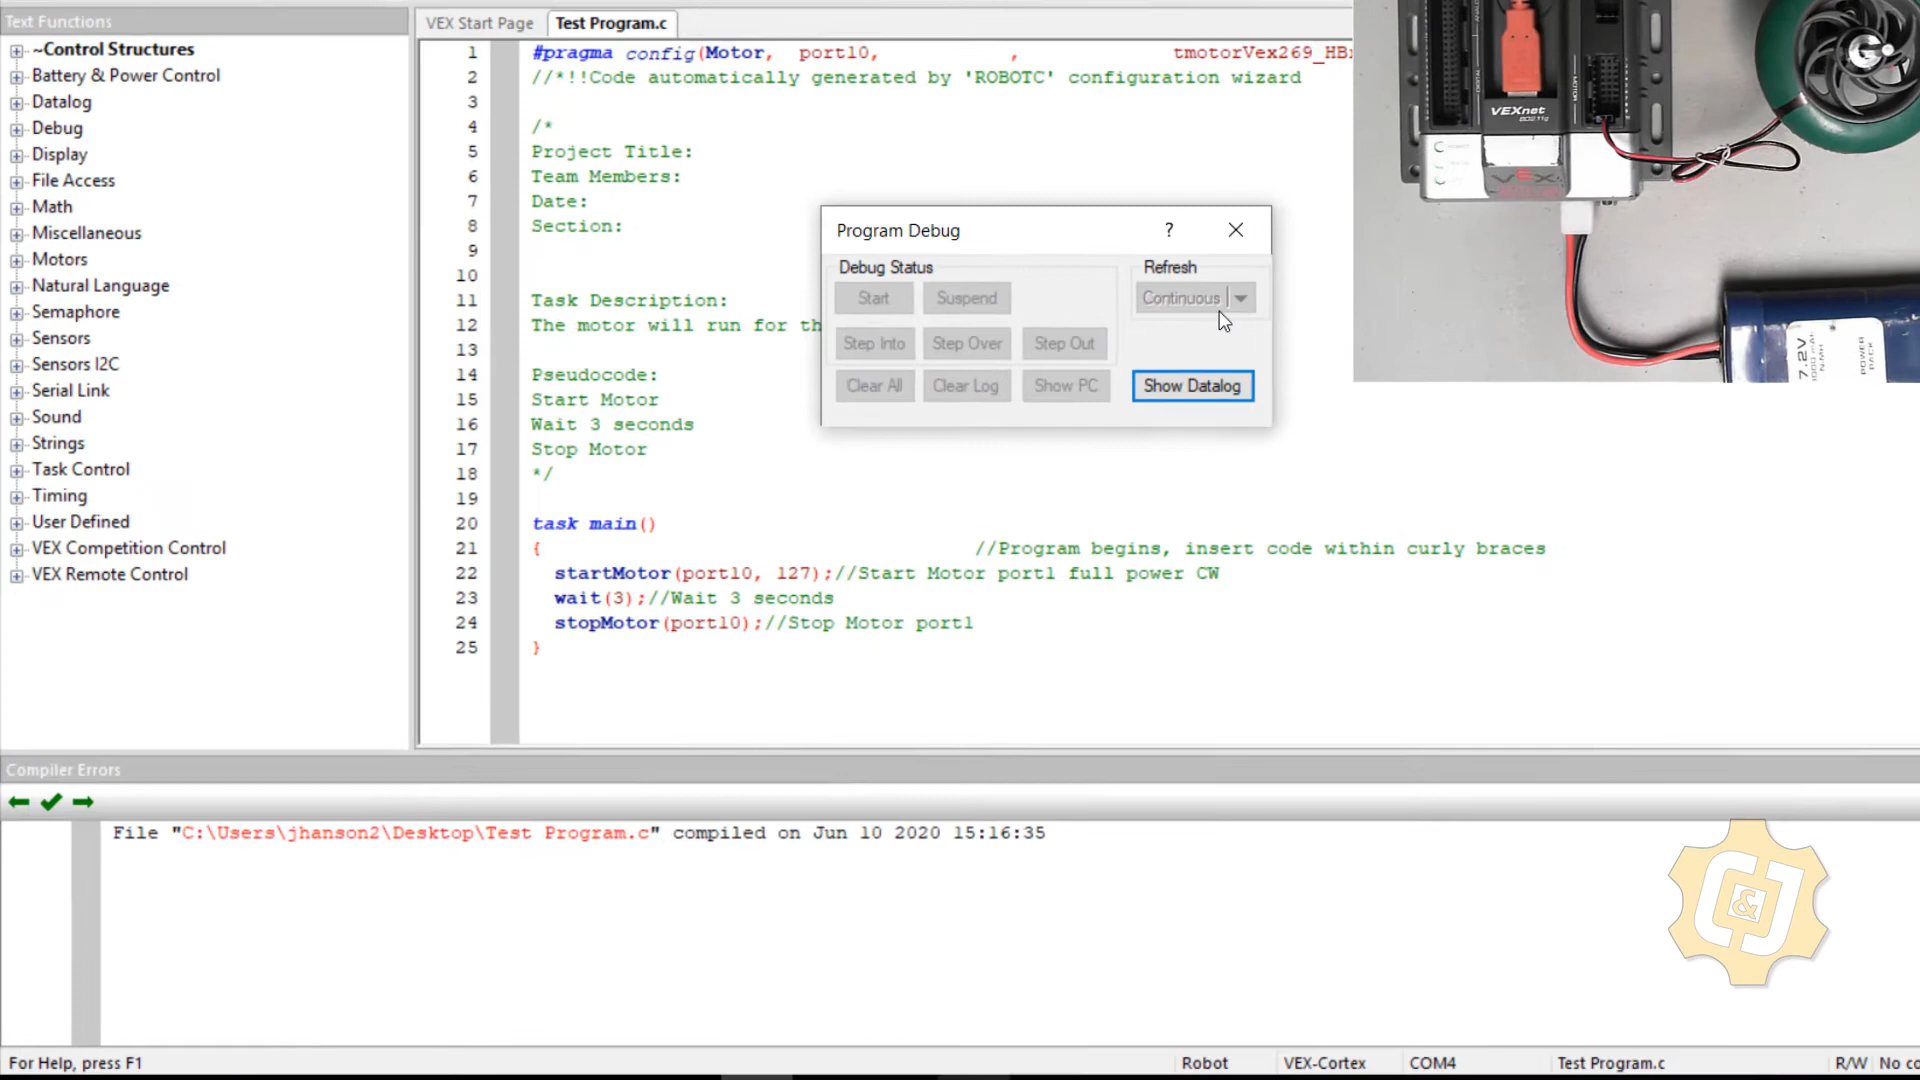 Text Functions
~Control Structures
Battery & Power Control
Datalog
Debug
Display
File Access
Math
Miscellaneous
Motors
Natural Language
Semaphore
Sensors
Sensors I2C
Serial Link
Sound
Strings
Task Control
Timing
User Defined
VEX Competition Control
VEX Remote Control
VEX Start Page
Test Program.c
1 #pragma config(Motor, port10, , tmotorVex269_HB
2 //*!!Code automatically generated by 'ROBOTC' configuration wizard
3
4 /*
5 Project Title:
6 Team Members:
7 Date:
8 Section:
9
10
11 Task Description:
12 The motor will run for th
13
14 Pseudocode:
15 Start Motor
16 Wait 3 seconds
17 Stop Motor
18 */
19
20 task main()
21 { //Program begins, insert code within curly braces
22 startMotor(port10, 127);//Start Motor port1 full power CW
23 wait(3);//Wait 3 seconds
24 stopMotor(port10);//Stop Motor port1
25 }
Program Debug
?
Debug Status
Refresh
Start
Suspend
Continuous
Step Into
Step Over
Step Out
Clear All
Clear Log
Show PC
Show Datalog
DIGITAL
MOTOR
VEXnet
802.11g
VEX
7.2V
POWER
PACK
Compiler Errors
File "C:\Users\jhanson2\Desktop\Test Program.c" compiled on Jun 10 2020 15:16:35
C&J
For Help, press F1
Robot
VEX-Cortex
COM4
Test Program.c
R/W
No co